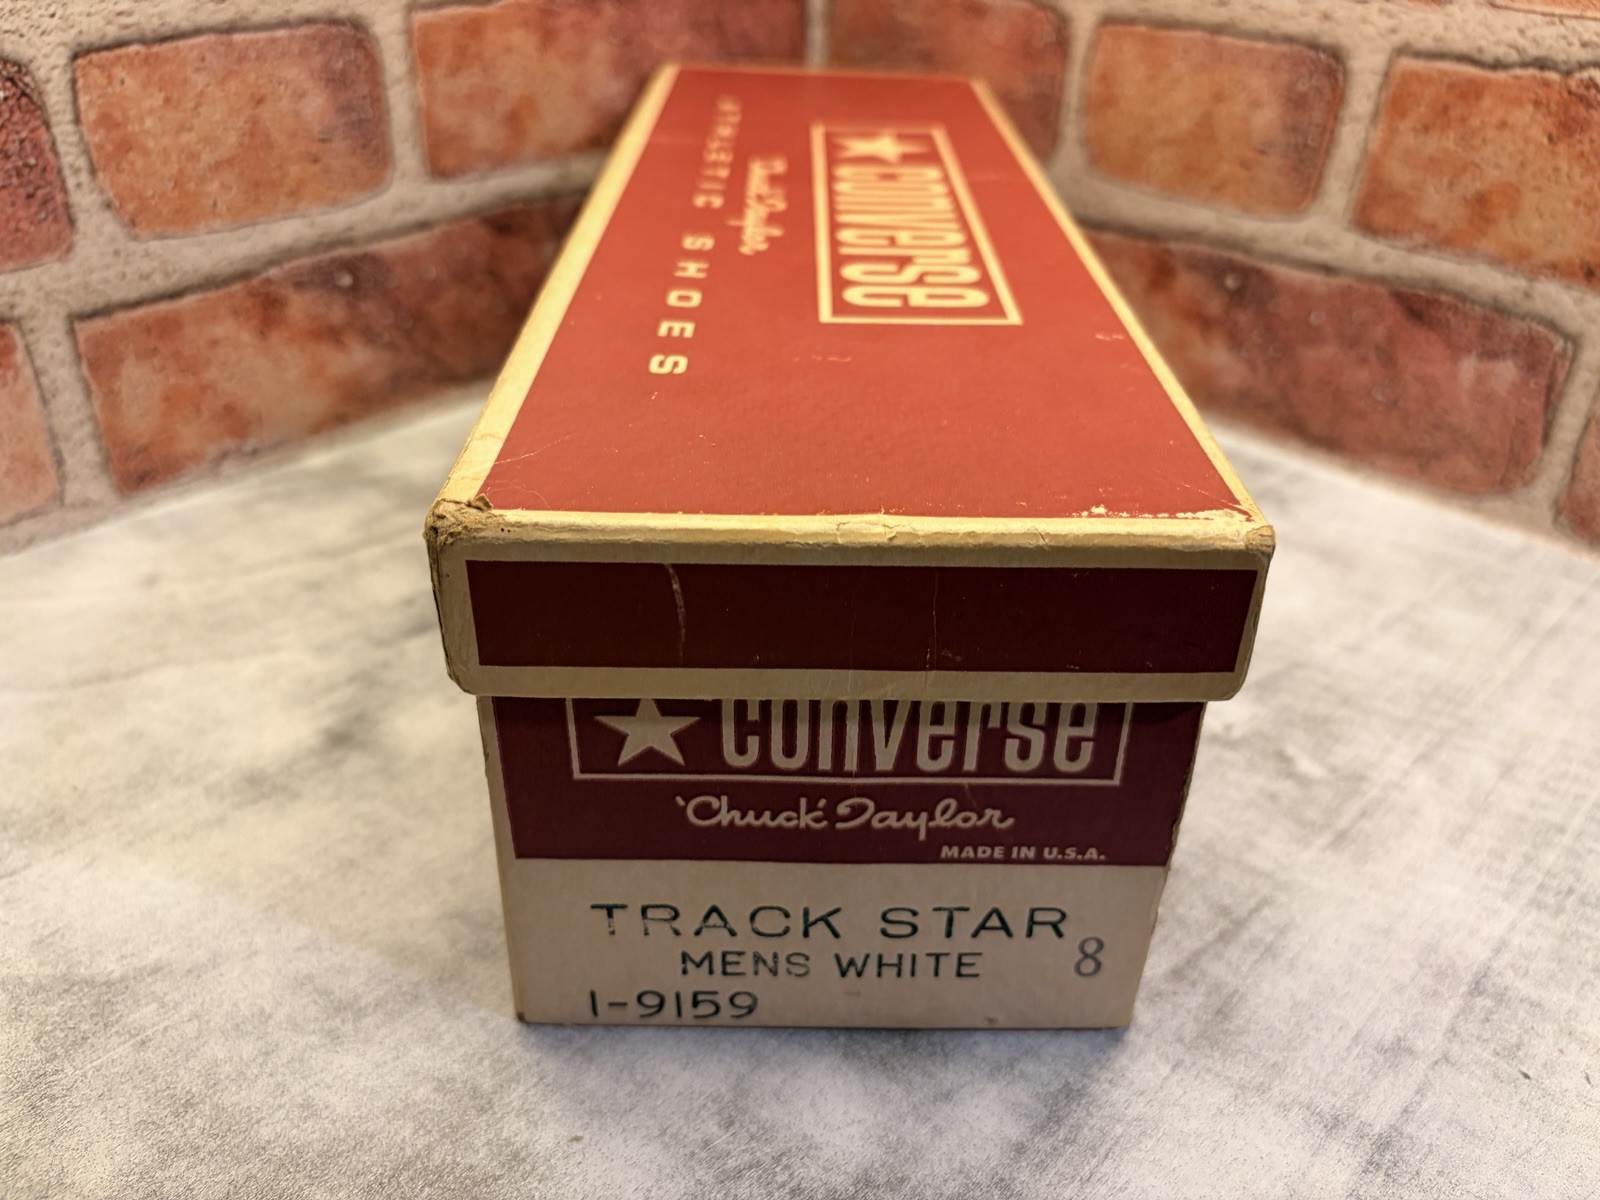 converse
Chuck Taylor
ATHLETIC SHOES
converse
'Chuck' Taylor
MADE IN U.S.A.
TRACK STAR
MENS WHITE 8
1-9159